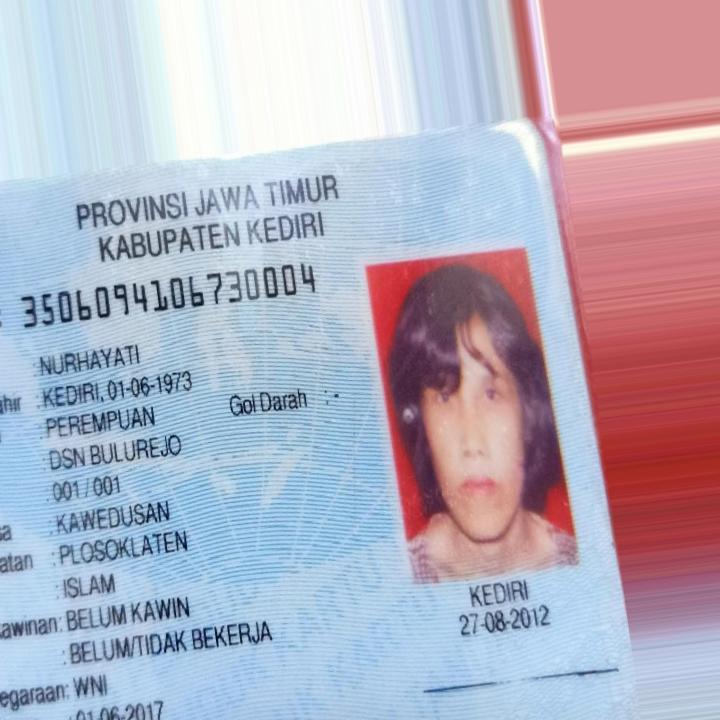 PROVINSI JAWA TIMUR
KABUPATEN KEDIRI
: 3506094106730004
:NURHAYATI
ahir :KEDIRI, 01-06-1973
:PEREMPUAN Gol Darah : -
:DSN BULUREJO
:001 / 001
sa :KAWEDUSAN
atan :PLOSOKLATEN
:ISLAM
awinan: BELUM KAWIN
:BELUM/TIDAK BEKERJA
egaraan: WNI
:01-06-2017
KEDIRI
27-08-2012